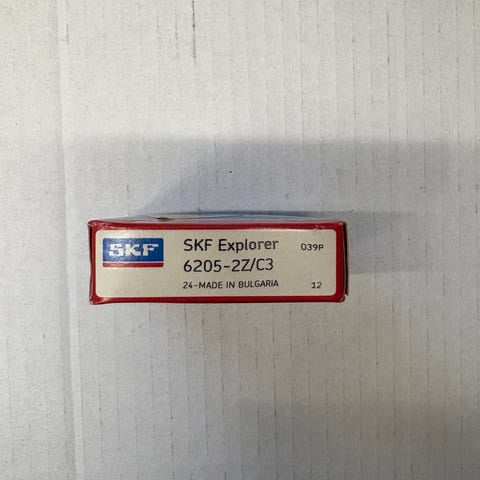 SKF
SKF Explorer 039P
6205-2Z/C3
24-MADE IN BULGARIA 12